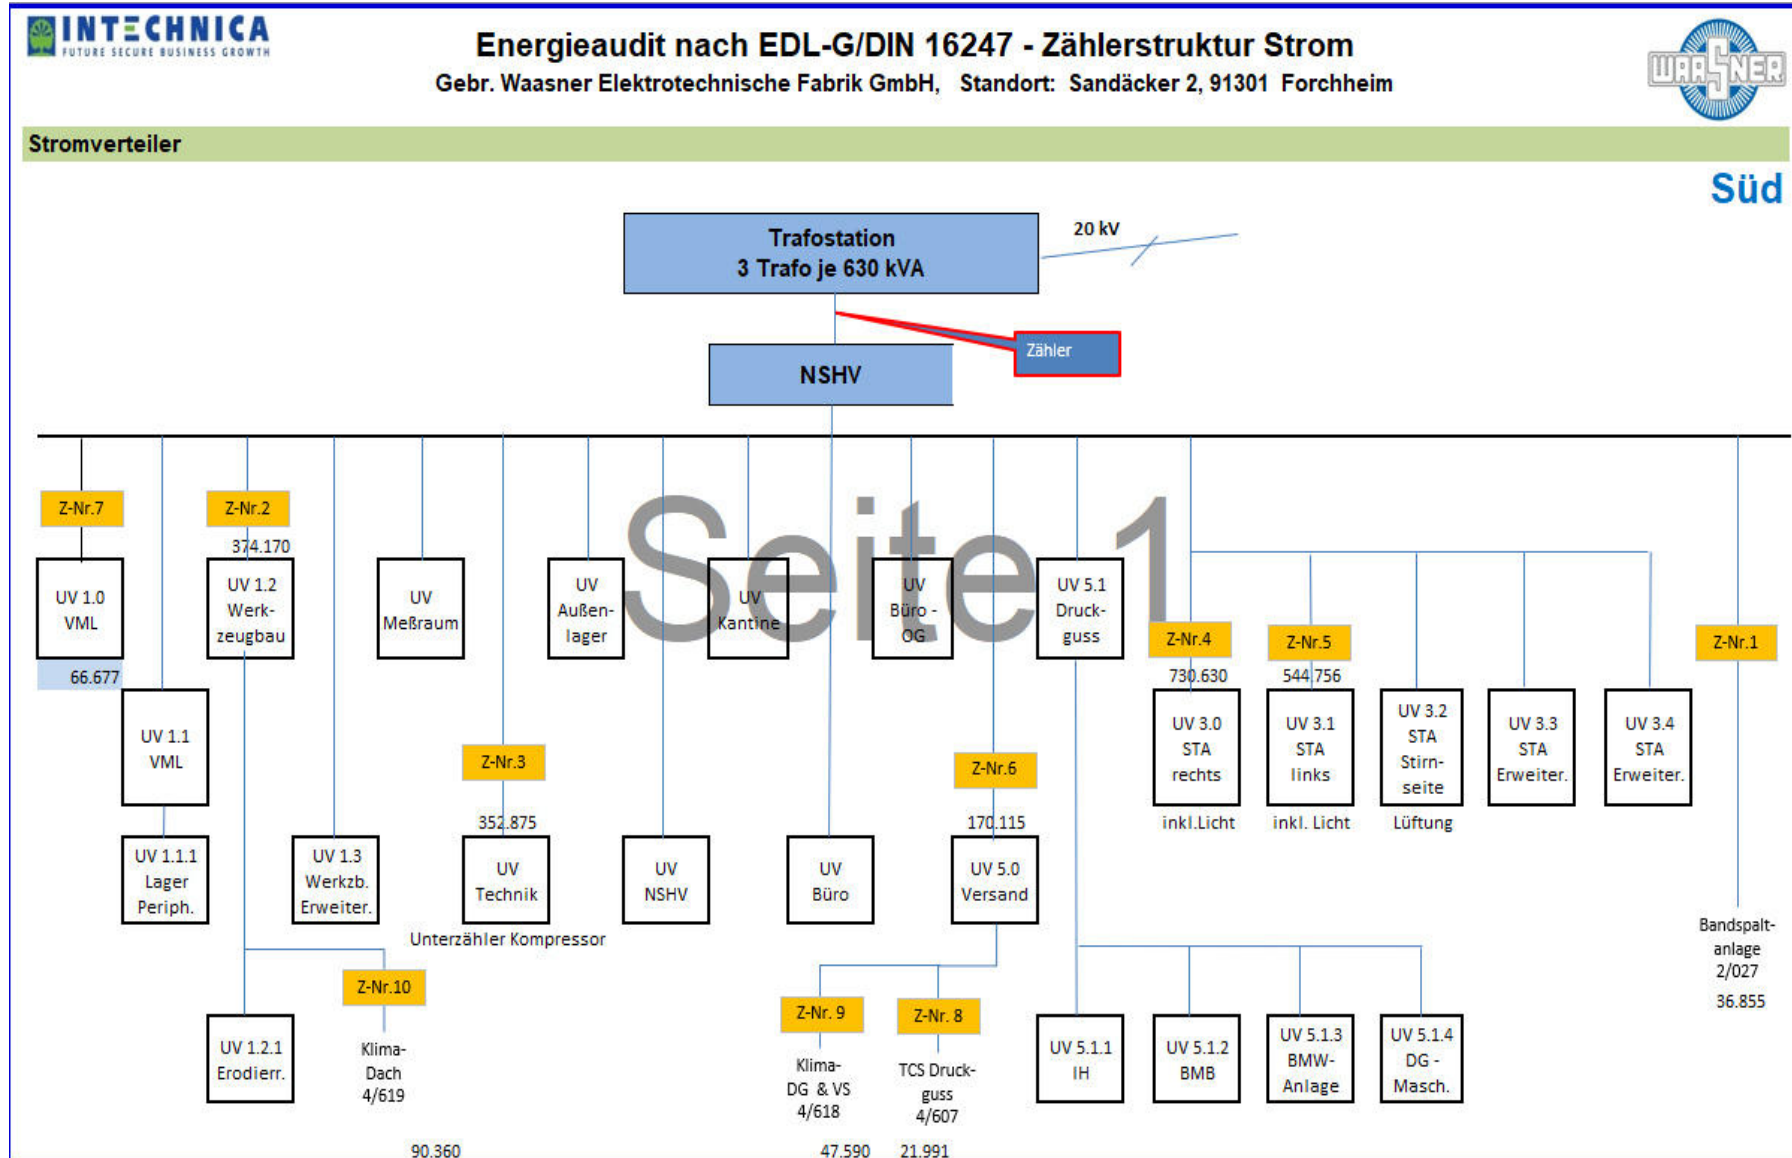 INTECHNICA
FUTURE SECURE BUSINESS GROWTH
Energieaudit nach EDL-G/DIN 16247 - Zählerstruktur Strom
Gebr. Waasner Elektrotechnische Fabrik GmbH,   Standort:  Sandäcker 2, 91301  Forchheim
WAASNER
Stromverteiler
Süd
Trafostation
3 Trafo je 630 kVA
20 kV
Zähler
NSHV
Seite 1
Z-Nr.7
Z-Nr.2
374.170
UV 1.0
VML
66.677
UV 1.2
Werk-
zeugbau
UV
Meßraum
UV
Außen-
lager
UV
Kantine
UV
Büro -
OG
UV 5.1
Druck-
guss
Z-Nr.4
730.630
Z-Nr.5
544.756
Z-Nr.1
UV 1.1
VML
Z-Nr.3
352.875
Z-Nr.6
170.115
UV 3.0
STA
rechts
inkl.Licht
UV 3.1
STA
links
inkl. Licht
UV 3.2
STA
Stirn-
seite
Lüftung
UV 3.3
STA
Erweiter.
UV 3.4
STA
Erweiter.
UV 1.1.1
Lager
Periph.
UV 1.3
Werkzb.
Erweiter.
UV
Technik
Unterzähler Kompressor
UV
NSHV
UV
Büro
UV 5.0
Versand
Bandspalt-
anlage
2/027
36.855
Z-Nr.10
Z-Nr. 9
Z-Nr. 8
UV 1.2.1
Erodierr.
Klima-
Dach
4/619
90.360
Klima-
DG & VS
4/618
47.590
TCS Druck-
guss
4/607
21.991
UV 5.1.1
IH
UV 5.1.2
BMB
UV 5.1.3
BMW-
Anlage
UV 5.1.4
DG -
Masch.